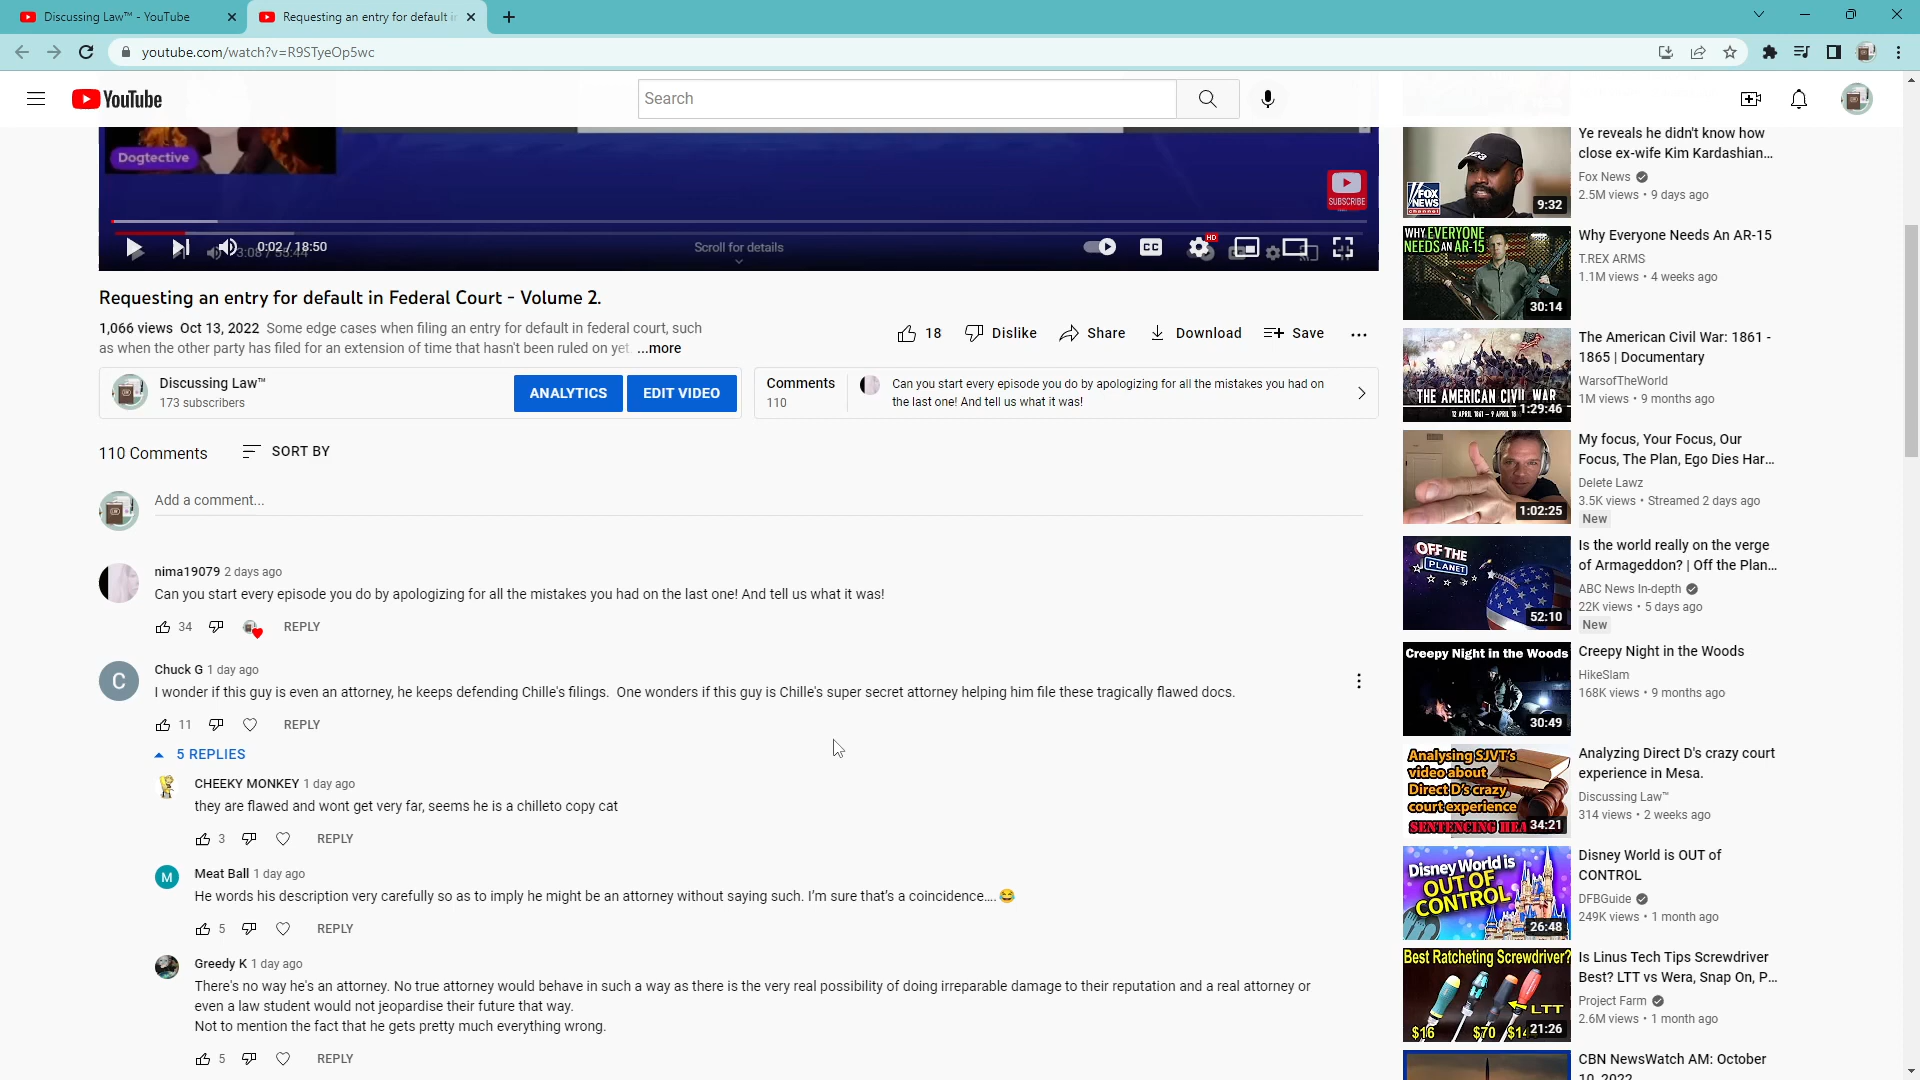 Discussing Law™ - YouTube
Requesting an entry for default in
youtube.com/watch?v=R9STyeOp5wc
YouTube
Search
Dogtective
SUBSCRIBE
0:02 / 18:50
Scroll for details
CC
HD
Requesting an entry for default in Federal Court - Volume 2.
1,066 views Oct 13, 2022 Some edge cases when filing an entry for default in federal court, such
as when the other party has filed for an extension of time that hasn't been ruled on yet. ...more
18 Dislike Share Download Save
Discussing Law™
173 subscribers
ANALYTICS
EDIT VIDEO
Comments
110
Can you start every episode you do by apologizing for all the mistakes you had on
the last one! And tell us what it was!
110 Comments
SORT BY
Add a comment...
nima19079 2 days ago
Can you start every episode you do by apologizing for all the mistakes you had on the last one! And tell us what it was!
34 REPLY
C
Chuck G 1 day ago
I wonder if this guy is even an attorney, he keeps defending Chille's filings. One wonders if this guy is Chille's super secret attorney helping him file these tragically flawed docs.
11 REPLY
5 REPLIES
CHEEKY MONKEY 1 day ago
they are flawed and wont get very far, seems he is a chilleto copy cat
3 REPLY
M
Meat Ball 1 day ago
He words his description very carefully so as to imply he might be an attorney without saying such. I'm sure that's a coincidence.... 😂
5 REPLY
Greedy K 1 day ago
There's no way he's an attorney. No true attorney would behave in such a way as there is the very real possibility of doing irreparable damage to their reputation and a real attorney or
even a law student would not jeopardise their future that way.
Not to mention the fact that he gets pretty much everything wrong.
5 REPLY
FOX
NEWS
channel
9:32
Ye reveals he didn't know how
close ex-wife Kim Kardashian...
Fox News
2.5M views • 9 days ago
WHY EVERYONE
NEEDS AN AR-15
30:14
Why Everyone Needs An AR-15
T.REX ARMS
1.1M views • 4 weeks ago
THE AMERICAN CIVIL WAR
1:29:46
The American Civil War: 1861 -
1865 | Documentary
WarsofTheWorld
1M views • 9 months ago
1:02:25
My focus, Your Focus, Our
Focus, The Plan, Ego Dies Har...
Delete Lawz
3.5K views • Streamed 2 days ago
New
OFF THE
PLANET
52:10
Is the world really on the verge
of Armageddon? | Off the Plan...
ABC News In-depth
22K views • 5 days ago
New
Creepy Night in the Woods
30:49
Creepy Night in the Woods
HikeSlam
168K views • 9 months ago
Analysing SJVT's
video about
Direct D's crazy
court experience
SENTENCING HEA
34:21
Analyzing Direct D's crazy court
experience in Mesa.
Discussing Law™
314 views • 2 weeks ago
Disney World is
OUT OF
CONTROL
26:48
Disney World is OUT of
CONTROL
DFBGuide
249K views • 1 month ago
Best Ratcheting Screwdriver?
LTT
$16 $70
21:26
Is Linus Tech Tips Screwdriver
Best? LTT vs Wera, Snap On, P...
Project Farm
2.6M views • 1 month ago
CBN NewsWatch AM: October
10, 2022